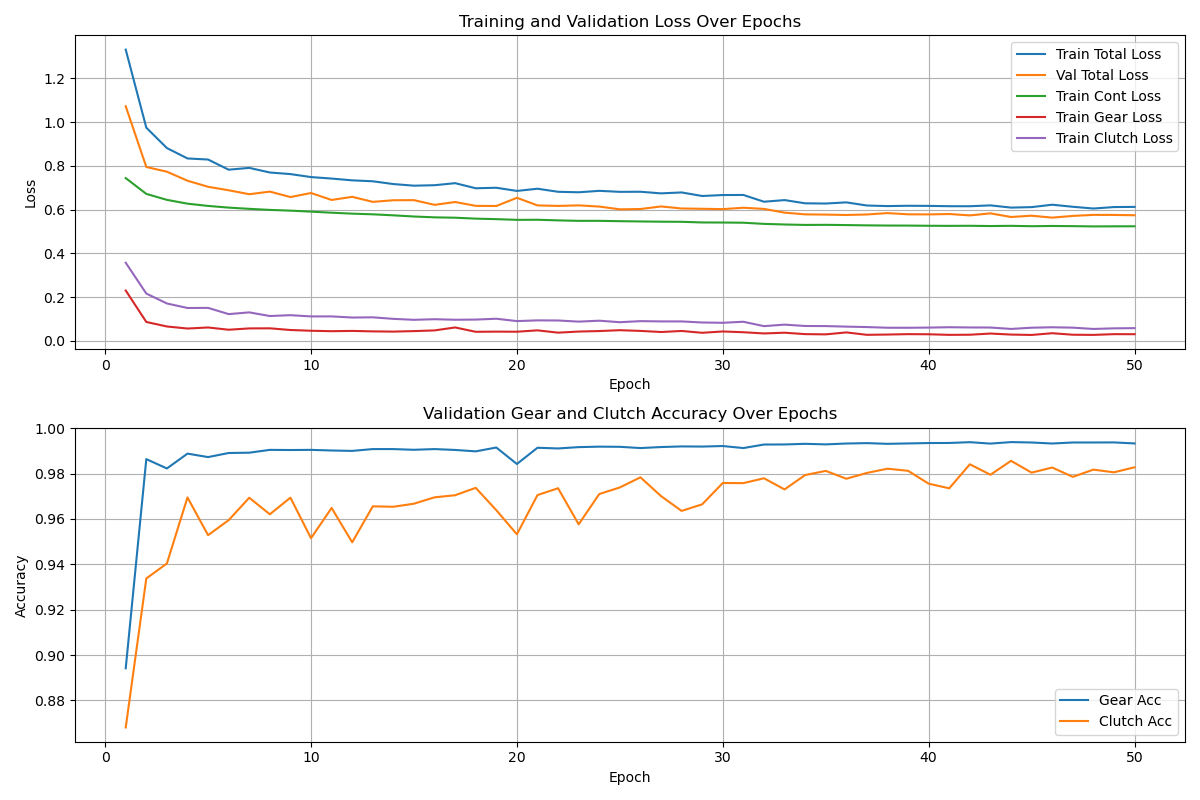 Training and Validation Loss Over Epochs
Loss
1.2
1.0
0.8
0.6
0.4
0.2
0.0
Train Total Loss
Val Total Loss
Train Cont Loss
Train Gear Loss
Train Clutch Loss
0 10 20 30 40 50
Epoch
Validation Gear and Clutch Accuracy Over Epochs
Accuracy
1.00
0.98
0.96
0.94
0.92
0.90
0.88
Gear Acc
Clutch Acc
0 10 20 30 40 50
Epoch